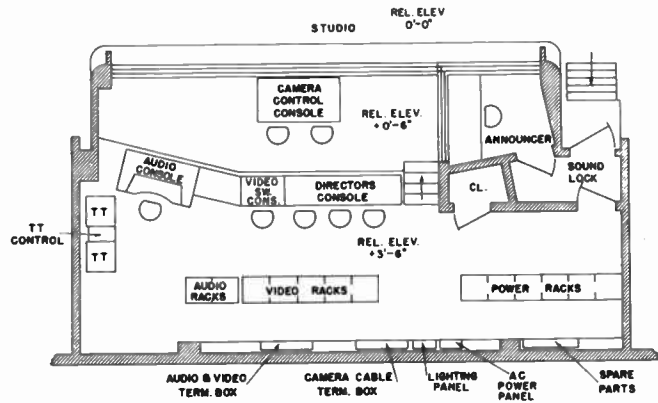 STUDIO
REL. ELEV
0'-0"
CAMERA
CONTROL
CONSOLE
REL. ELEV.
+0'-6"
ANNOUNCER
AUDIO
CONSOLE
SOUND
LOCK
VIDEO
SW.
CONS.
DIRECTORS
CONSOLE
CL.
TT
TT
CONTROL
TT
REL. ELEV.
+3'-6"
AUDIO
RACKS
VIDEO RACKS
POWER RACKS
AUDIO & VIDEO
TERM. BOX
CAMERA CABLE
TERM. BOX
LIGHTING
PANEL
AC
POWER
PANEL
SPARE
PARTS